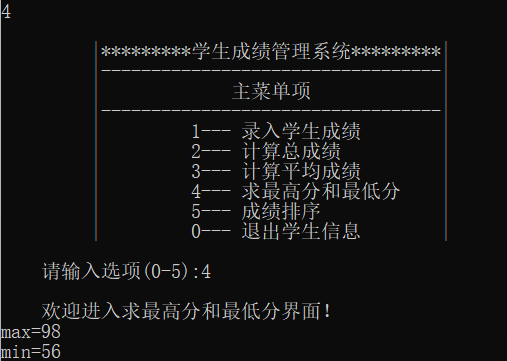 4
*********学生成绩管理系统*********
----------------------------------
主菜单项
----------------------------------
1--- 录入学生成绩
2--- 计算总成绩
3--- 计算平均成绩
4--- 求最高分和最低分
5--- 成绩排序
0--- 退出学生信息
请输入选项(0-5):4
欢迎进入求最高分和最低分界面!
max=98
min=56